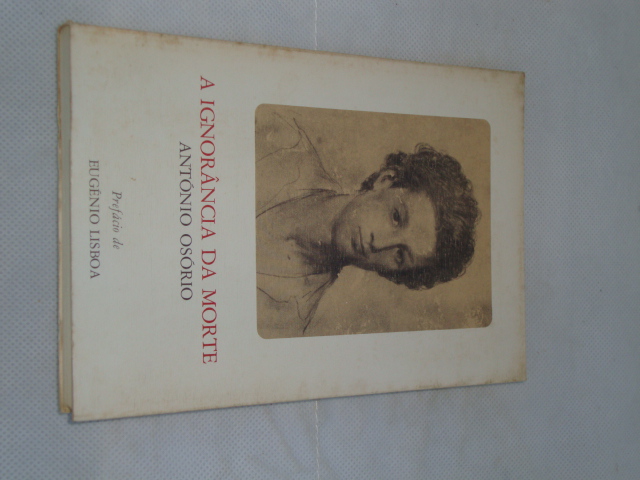 A IGNORÂNCIA DA MORTE
ANTÓNIO OSÓRIO
Prefácio de
EUGÉNIO LISBOA